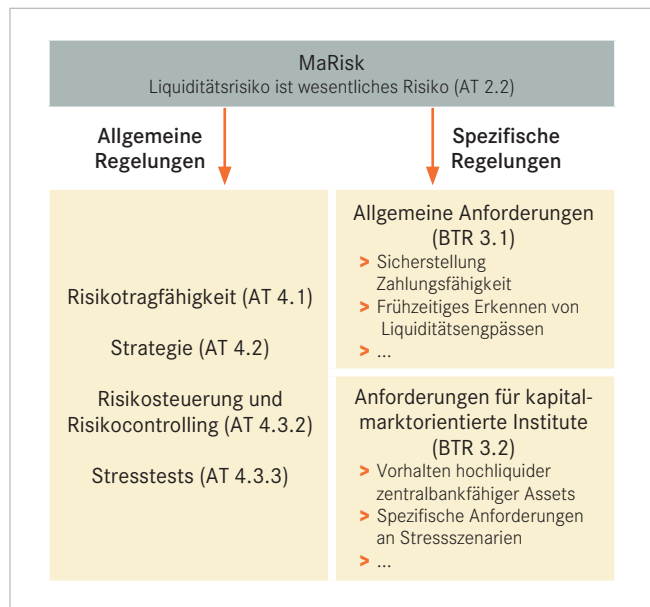 MaRisk
Liquiditätsrisiko ist wesentliches Risiko (AT 2.2)
Allgemeine
Regelungen
Spezifische
Regelungen
Risikotragfähigkeit (AT 4.1)
Strategie (AT 4.2)
Risikosteuerung und
Risikocontrolling (AT 4.3.2)
Stresstests (AT 4.3.3)
Allgemeine Anforderungen
(BTR 3.1)
> Sicherstellung
Zahlungsfähigkeit
> Frühzeitiges Erkennen von
Liquiditätsengpässen
> ...
Anforderungen für kapital-
marktorientierte Institute
(BTR 3.2)
> Vorhalten hochliquider
zentralbankfähiger Assets
> Spezifische Anforderungen
an Stressszenarien
> ...